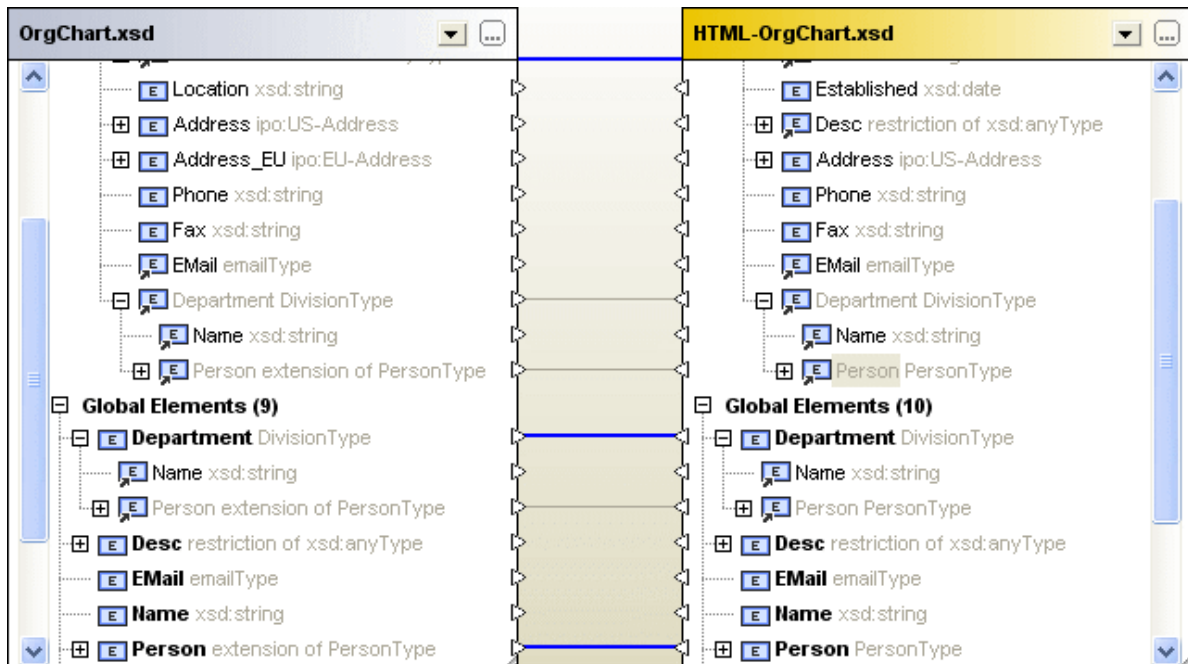 OrgChart.xsd
Location xsd:string
Address ipo:US-Address
Address_EU ipo:EU-Address
Phone xsd:string
Fax xsd:string
EMail emailType
Department DivisionType
Name xsd:string
Person extension of PersonType
Global Elements (9)
Department DivisionType
Name xsd:string
Person extension of PersonType
Desc restriction of xsd:anyType
EMail emailType
Name xsd:string
Person extension of PersonType
HTML-OrgChart.xsd
Established xsd:date
Desc restriction of xsd:anyType
Address ipo:US-Address
Phone xsd:string
Fax xsd:string
EMail emailType
Department DivisionType
Name xsd:string
Person PersonType
Global Elements (10)
Department DivisionType
Name xsd:string
Person PersonType
Desc restriction of xsd:anyType
EMail emailType
Name xsd:string
Person PersonType